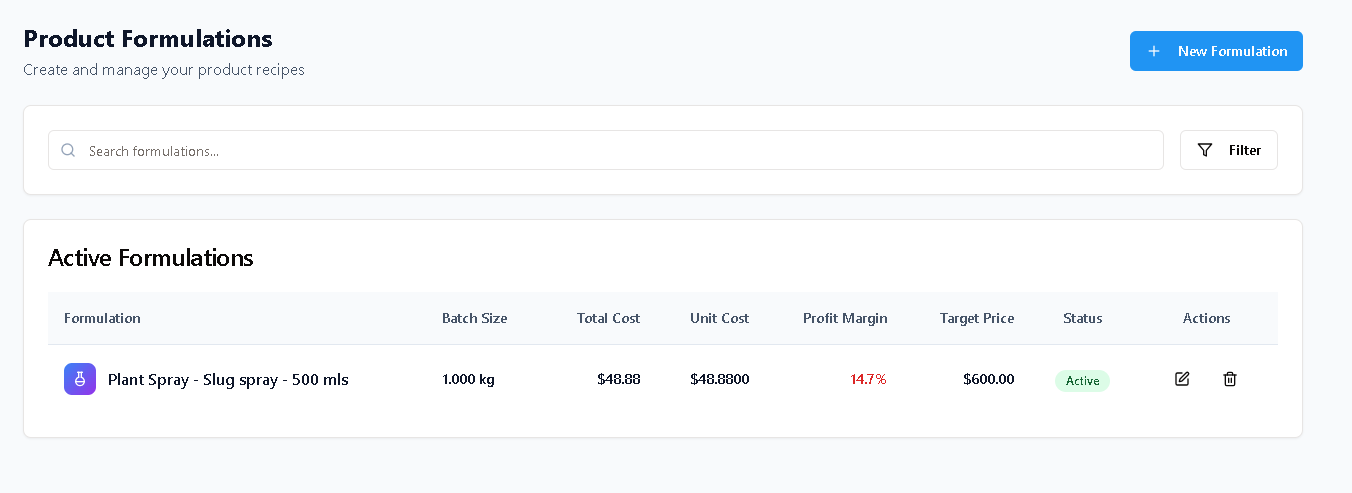 Product Formulations
Create and manage your product recipes
New Formulation
Search formulations...
Filter
Active Formulations
Formulation Batch Size Total Cost Unit Cost Profit Margin Target Price Status Actions
Plant Spray - Slug spray - 500 mls 1.000 kg $48.88 $48.8800 14.7% $600.00 Active